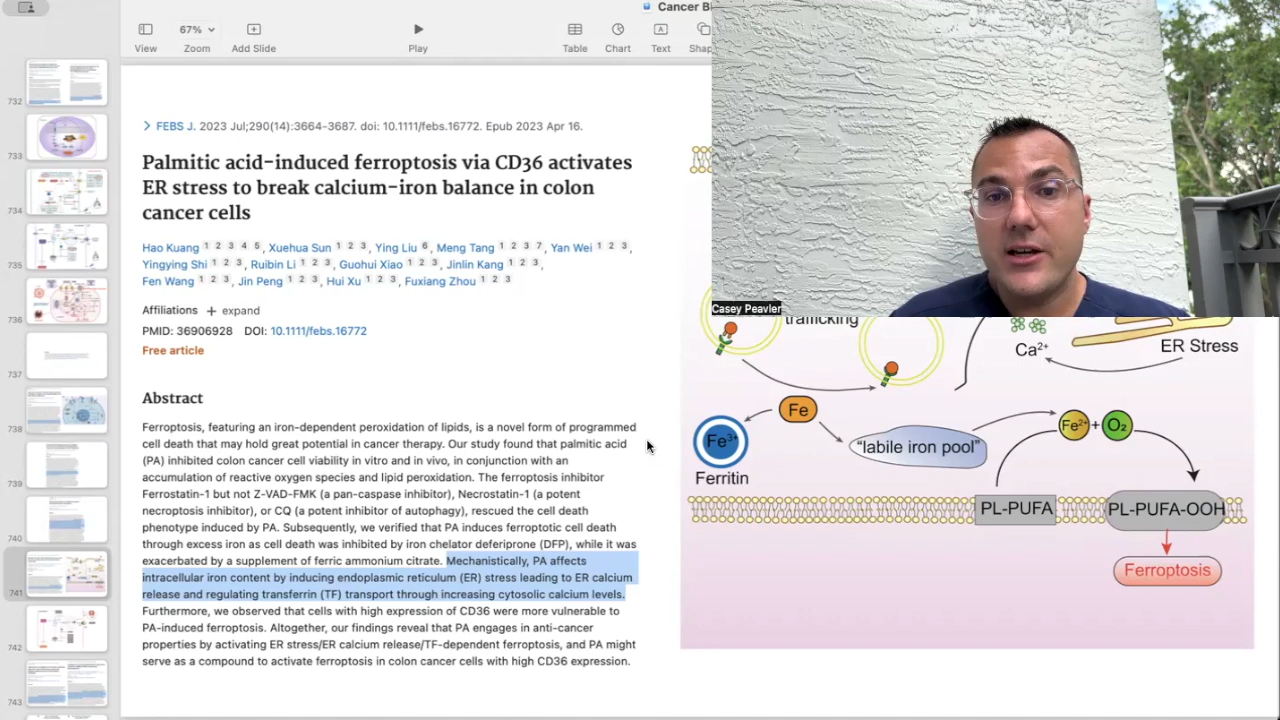 Cancer Bi
67%
View
Zoom
Add Slide
Play
Table
Chart
Text
Shap
732
733
734
735
736
737
738
739
740
741
742
743
FEBS J. 2023 Jul;290(14):3664-3687. doi: 10.1111/febs.16772. Epub 2023 Apr 16.
Palmitic acid-induced ferroptosis via CD36 activates
ER stress to break calcium-iron balance in colon
cancer cells
Hao Kuang 1 2 3 4 5, Xuehua Sun 1 2 3, Ying Liu 6, Meng Tang 1 2 3 7, Yan Wei 1 2 3,
Yingying Shi 1 2 3, Ruibin Li 1 2 3, Guohui Xiao 1 2 3, Jinlin Kang 1 2 3,
Fen Wang 1 2 3, Jin Peng 1 2 3, Hui Xu 1 2 3, Fuxiang Zhou 1 2 3
Affiliations + expand
PMID: 36906928 DOI: 10.1111/febs.16772
Free article
Abstract
Ferroptosis, featuring an iron-dependent peroxidation of lipids, is a novel form of programmed
cell death that may hold great potential in cancer therapy. Our study found that palmitic acid
(PA) inhibited colon cancer cell viability in vitro and in vivo, in conjunction with an
accumulation of reactive oxygen species and lipid peroxidation. The ferroptosis inhibitor
Ferrostatin-1 but not Z-VAD-FMK (a pan-caspase inhibitor), Necrostatin-1 (a potent
necroptosis inhibitor), or CQ (a potent inhibitor of autophagy), rescued the cell death
phenotype induced by PA. Subsequently, we verified that PA induces ferroptotic cell death
through excess iron as cell death was inhibited by iron chelator deferiprone (DFP), while it was
exacerbated by a supplement of ferric ammonium citrate. Mechanistically, PA affects
intracellular iron content by inducing endoplasmic reticulum (ER) stress leading to ER calcium
release and regulating transferrin (TF) transport through increasing cytosolic calcium levels.
Furthermore, we observed that cells with high expression of CD36 were more vulnerable to
PA-induced ferroptosis. Altogether, our findings reveal that PA engages in anti-cancer
properties by activating ER stress/ER calcium release/TF-dependent ferroptosis, and PA might
serve as a compound to activate ferroptosis in colon cancer cells with high CD36 expression.
Casey Peavler
trafficking
Ca²⁺
ER Stress
Fe
Fe³⁺
"labile iron pool"
Fe²⁺ + O₂
Ferritin
PL-PUFA
PL-PUFA-OOH
Ferroptosis